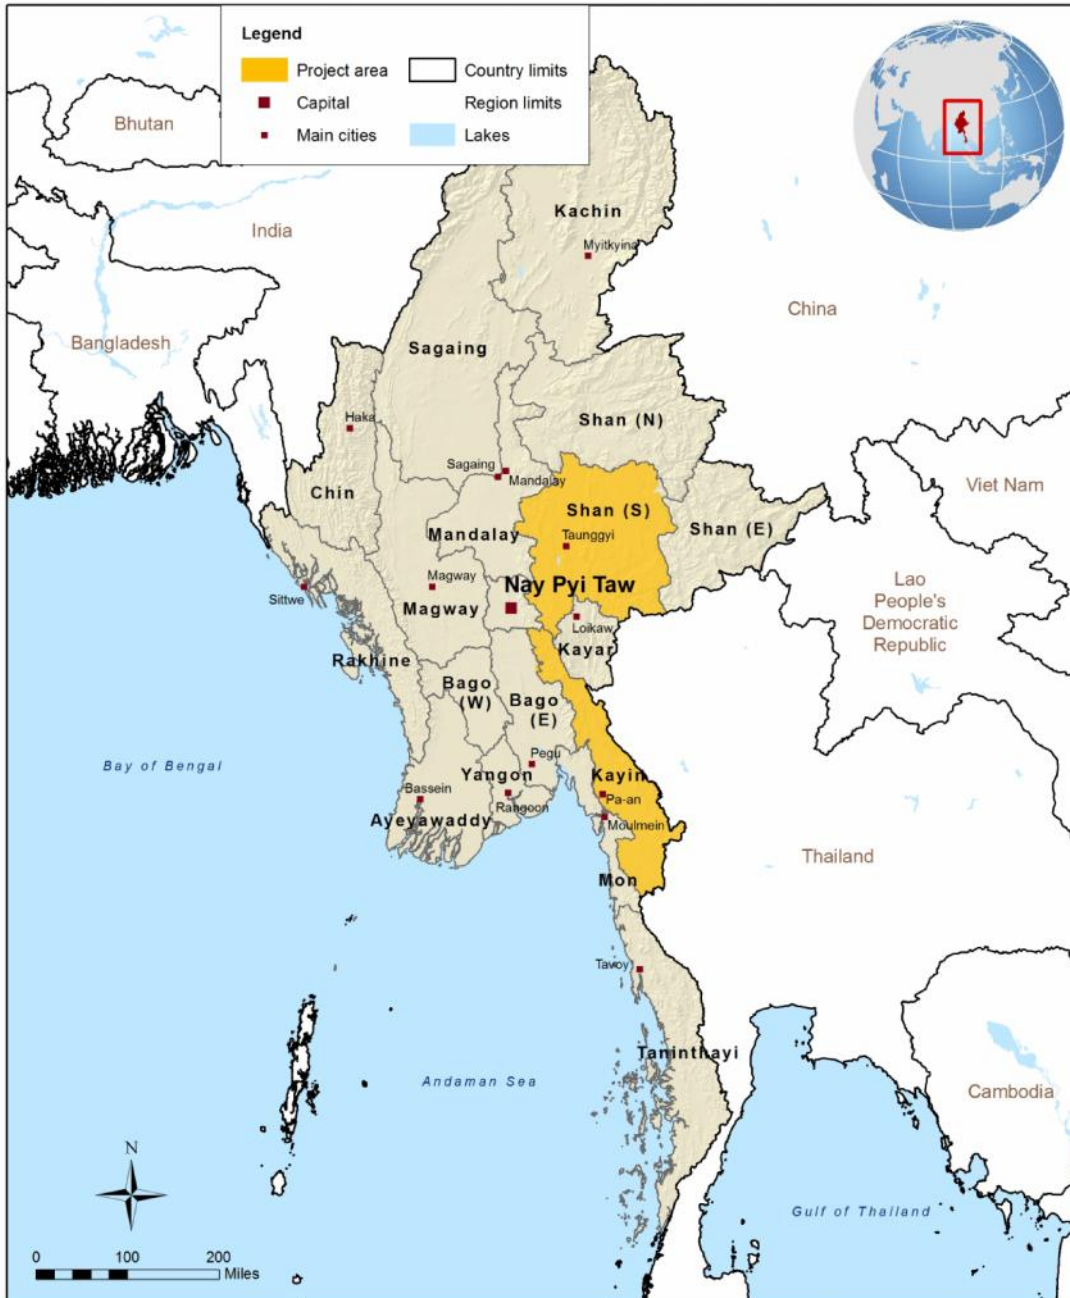 Legend
Project area
Country limits
Capital
Region limits
Main cities
Lakes
Bhutan
India
Kachin
Myitkyina
China
Bangladesh
Sagaing
Haka
Shan (N)
Sagaing
Mandalay
Viet Nam
Chin
Shan (S)
Shan (E)
Mandalay
Taunggyi
Magway
Nay Pyi Taw
Sittwe
Magway
Lao
People's
Democratic
Republic
Loikaw
Kayar
Rakhine
Bago
(W)
Bago
(E)
Pegu
Bay of Bengal
Yangon
Kayin
Bassein
Rangoon
Pa-an
Ayeyawaddy
Moulmein
Thailand
Mon
Tavoy
Taninthayi
Andaman Sea
Cambodia
N
Gulf of Thailand
0 100 200
Miles